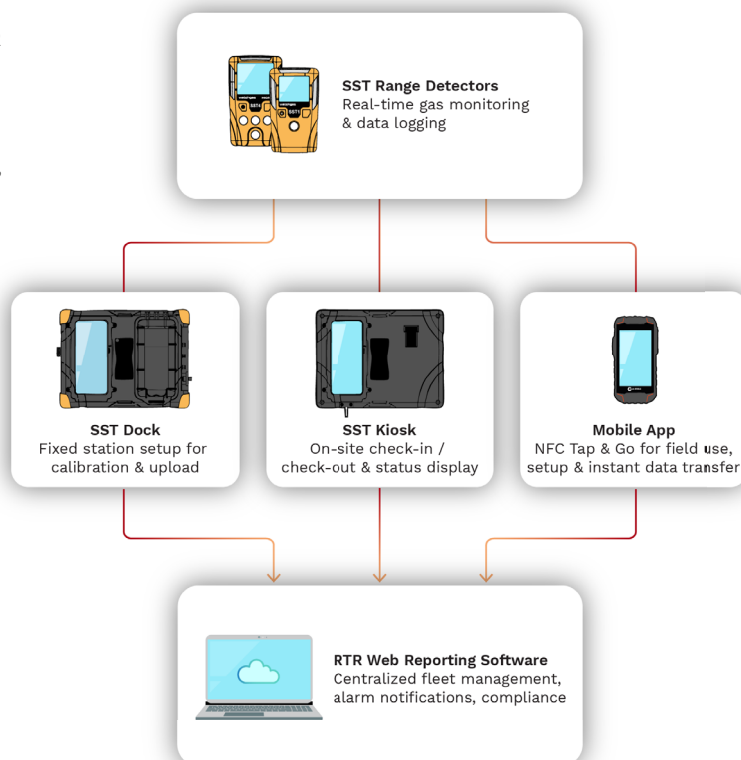 SST Range Detectors
Real-time gas monitoring
& data logging
SST Dock
Fixed station setup for
calibration & upload
SST Kiosk
On-site check-in /
check-out & status display
Mobile App
NFC Tap & Go for field use,
setup & instant data transfer
RTR Web Reporting Software
Centralized fleet management,
alarm notifications, compliance